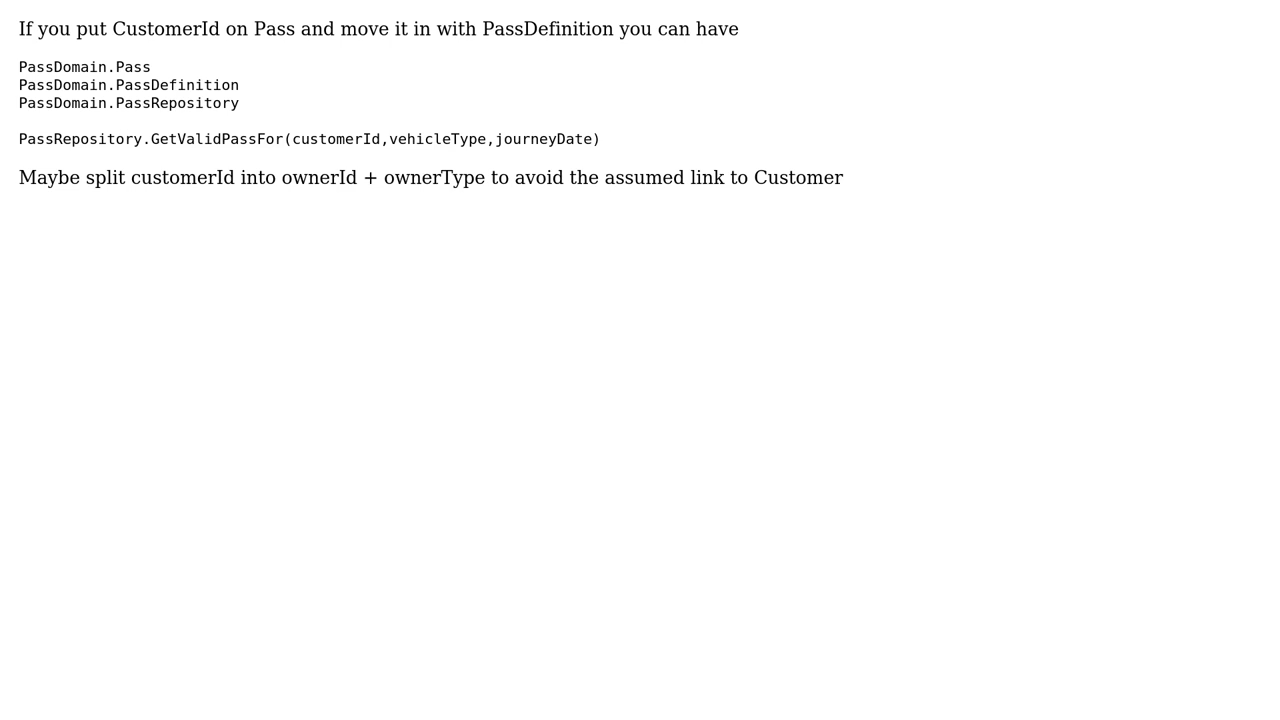 If you put CustomerId on Pass and move it in with PassDefinition you can have
PassDomain.Pass
PassDomain.PassDefinition
PassDomain.PassRepository
PassRepository.GetValidPassFor(customerId,vehicleType,journeyDate)
Maybe split customerId into ownerId + ownerType to avoid the assumed link to Customer